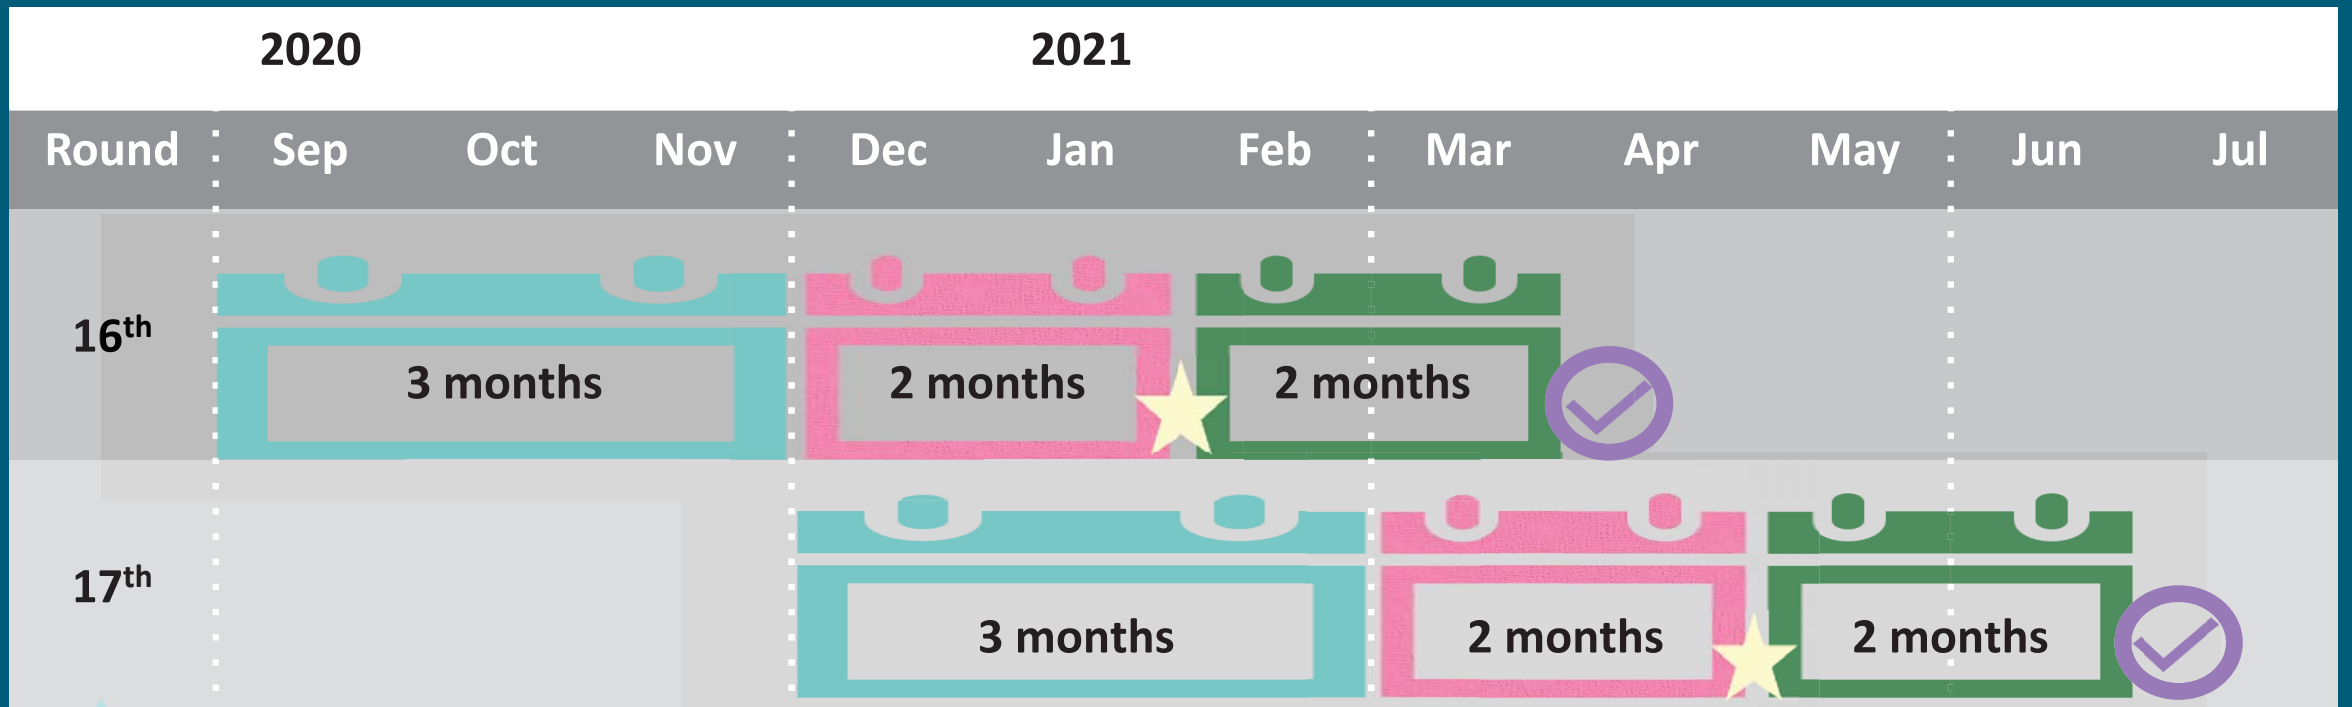 2020 2021
Round Sep Oct Nov Dec Jan Feb Mar Apr May Jun Jul
16th 3 months 2 months 2 months
17th 3 months 2 months 2 months